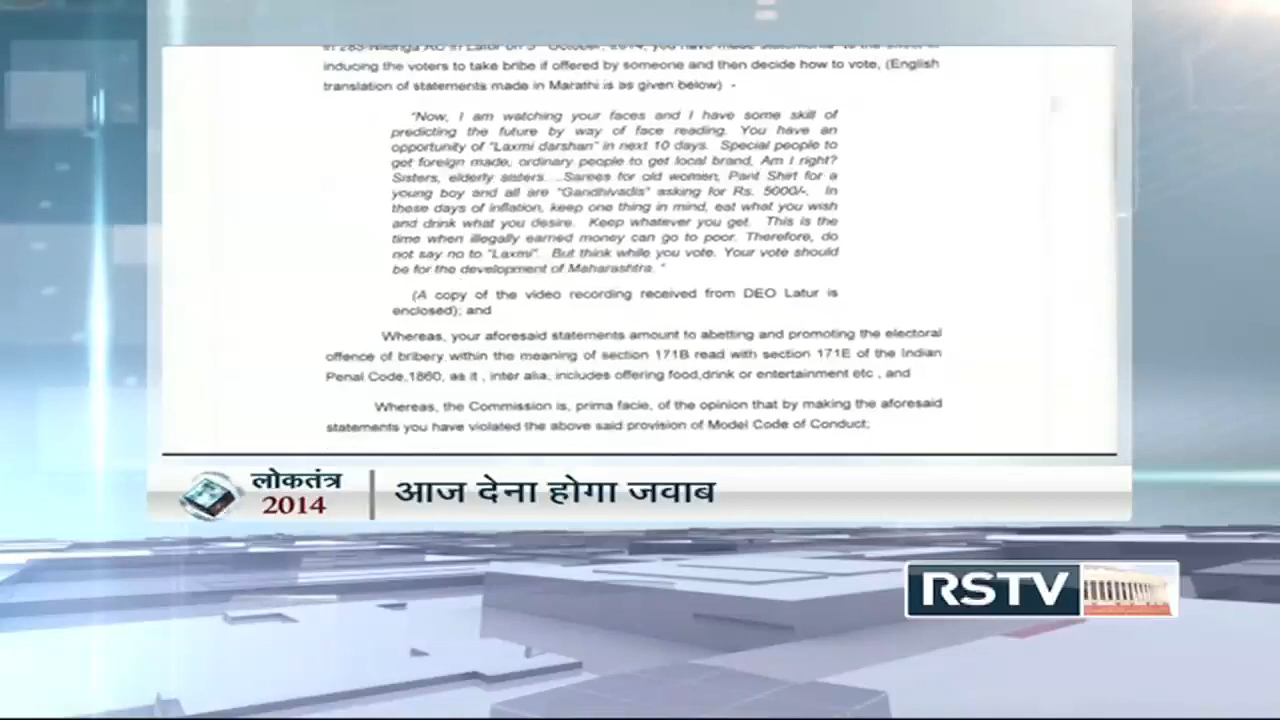 inducing the voters to take bribe if offered by someone and then decide how to vote, (English
translation of statements made in Marathi is as given below) -
"Now, I am watching your faces and I have some skill of
predicting the future by way of face reading. You have an
opportunity of "Laxmi darshan" in next 10 days. Special people to
get foreign made, ordinary people to get local brand, Am I right?
Sisters, elderly sisters....Sarees for old women, Pant Shirt for a
young boy and all are "Gandhivadis" asking for Rs. 5000/-. In
these days of inflation, keep one thing in mind, eat what you wish
and drink what you desire. Keep whatever you get. This is the
time when illegally earned money can go to poor. Therefore, do
not say no to "Laxmi". But think while you vote. Your vote should
be for the development of Maharashtra. "
(A copy of the video recording received from DEO Latur is
enclosed); and
Whereas, your aforesaid statements amount to abetting and promoting the electoral
offence of bribery within the meaning of section 171B read with section 171E of the Indian
Penal Code,1860, as it , inter alia, includes offering food,drink or entertainment etc , and
Whereas, the Commission is, prima facie, of the opinion that by making the aforesaid
statements you have violated the above said provision of Model Code of Conduct;
लोकतंत्र
2014
आज देना होगा जवाब
RSTV